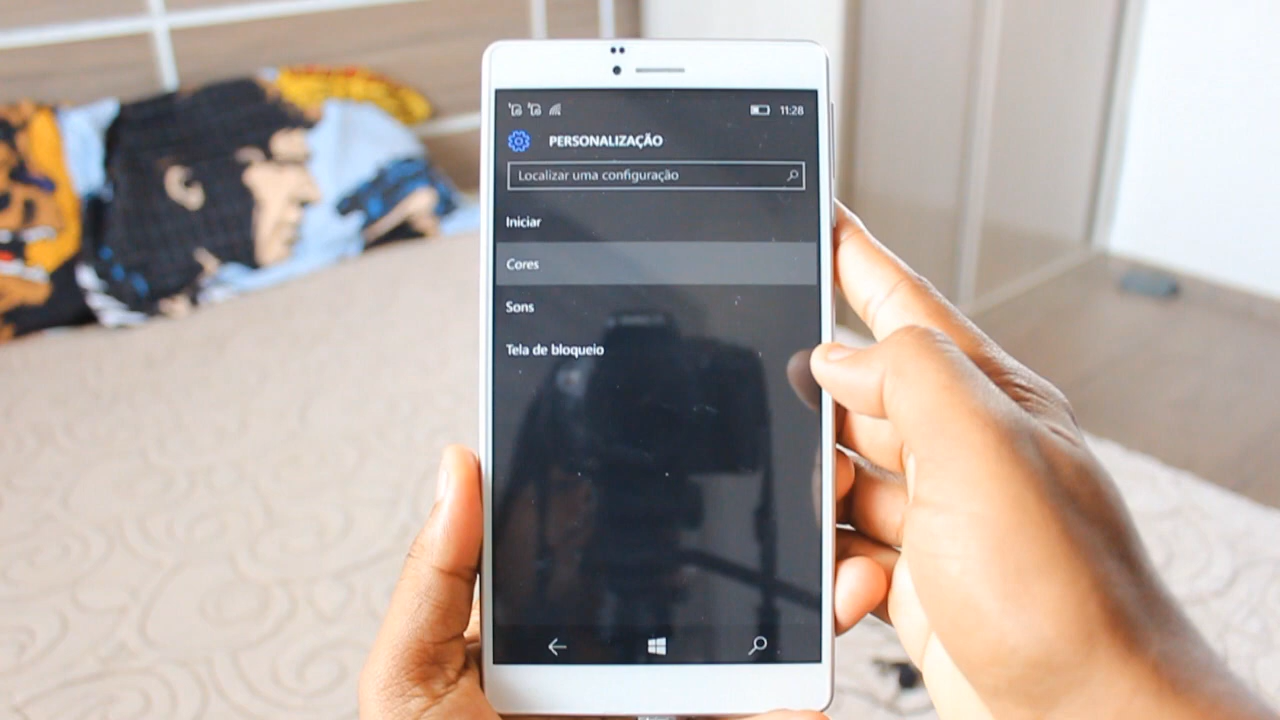 11:28
PERSONALIZAÇÃO
Localizar uma configuração
Iniciar
Cores
Sons
Tela de bloqueio